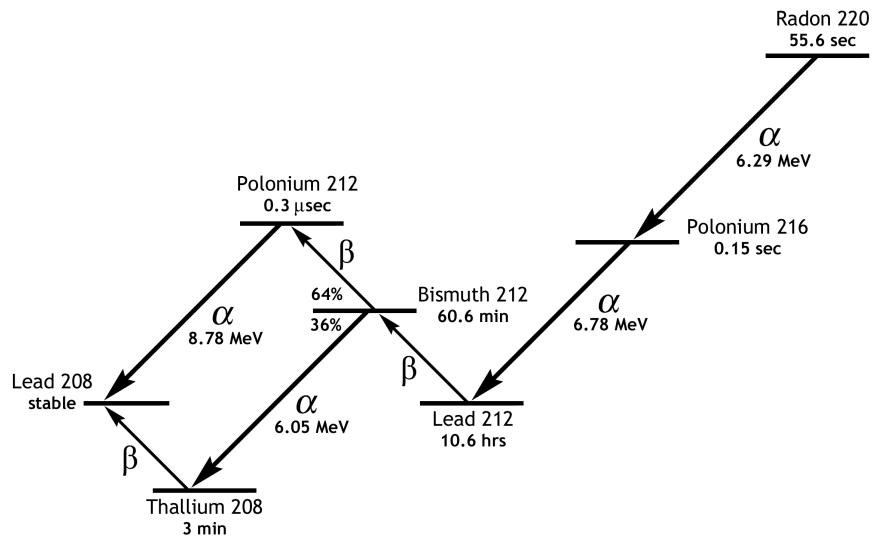 Radon 220
55.6 sec
α
6.29 MeV
Polonium 212
0.3 μsec
Polonium 216
0.15 sec
β
64%
Bismuth 212
36%
60.6 min
α
8.78 MeV
α
6.78 MeV
Lead 208
stable
β
α
6.05 MeV
Lead 212
10.6 hrs
β
Thallium 208
3 min